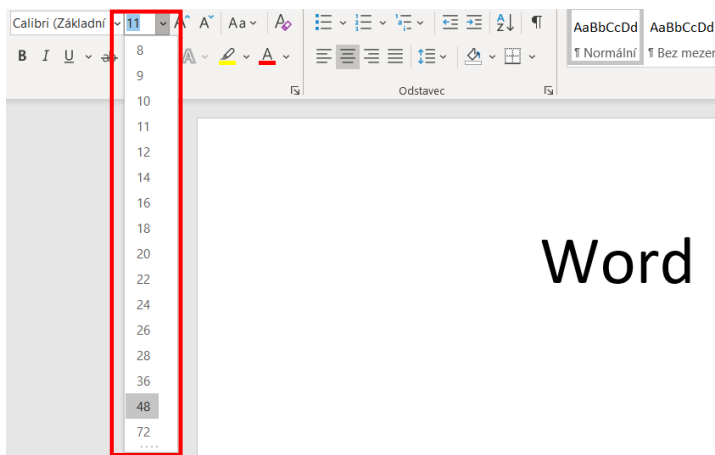 Calibri (Základní 11 A^ A˅ Aa A
AaBbCcDd AaBbCcDd
B I U ab A A
¶ Normální ¶ Bez mezer
Odstavec
8
9
10
11
12
14
16
18
20
22
24
26
28
36
48
72
Word